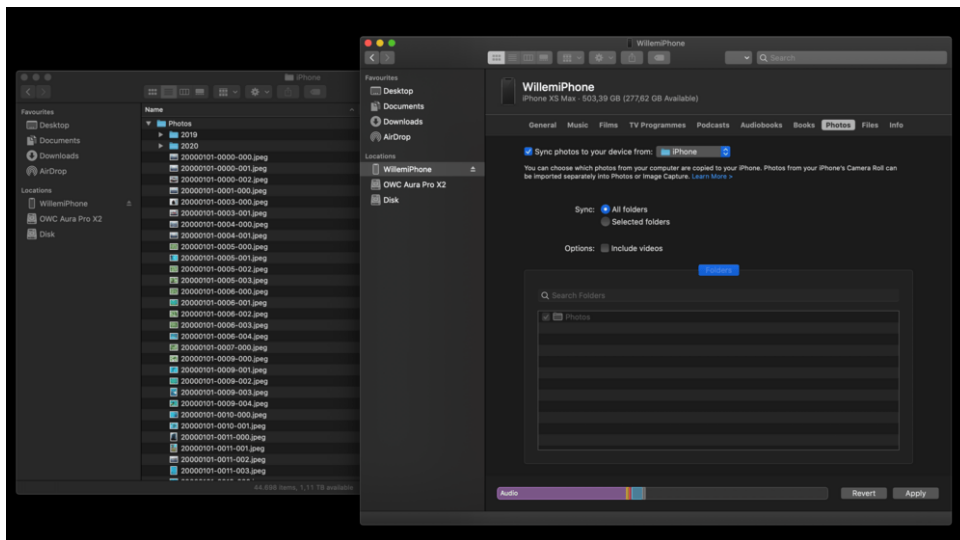 iPhone
Favourites
Desktop
Documents
Downloads
AirDrop
Locations
WillemiPhone
OWC Aura Pro X2
Disk
Name
Photos
2019
2020
20000101-0000-000.jpeg
20000101-0000-001.jpeg
20000101-0000-002.jpeg
20000101-0001-000.jpeg
20000101-0003-000.jpeg
20000101-0003-001.jpeg
20000101-0004-000.jpeg
20000101-0004-001.jpeg
20000101-0005-000.jpeg
20000101-0005-001.jpeg
20000101-0005-002.jpeg
20000101-0005-003.jpeg
20000101-0006-000.jpeg
20000101-0006-001.jpeg
20000101-0006-002.jpeg
20000101-0006-003.jpeg
20000101-0006-004.jpeg
20000101-0007-000.jpeg
20000101-0009-000.jpeg
20000101-0009-001.jpeg
20000101-0009-002.jpeg
20000101-0009-003.jpeg
20000101-0009-004.jpeg
20000101-0010-000.jpeg
20000101-0010-001.jpeg
20000101-0011-000.jpeg
20000101-0011-001.jpeg
20000101-0011-002.jpeg
20000101-0011-003.jpeg
44.698 items, 1,11 TB available
WillemiPhone
Search
Favourites
Desktop
Documents
Downloads
AirDrop
Locations
WillemiPhone
OWC Aura Pro X2
Disk
WillemiPhone
iPhone XS Max · 503,39 GB (277,62 GB Available)
General Music Films TV Programmes Podcasts Audiobooks Books Photos Files Info
Sync photos to your device from: iPhone
You can choose which photos from your computer are copied to your iPhone. Photos from your iPhone's Camera Roll can
be imported separately into Photos or Image Capture. Learn More >
Sync: All folders
Selected folders
Options: Include videos
Folders
Search Folders
Photos
Audio
Revert Apply